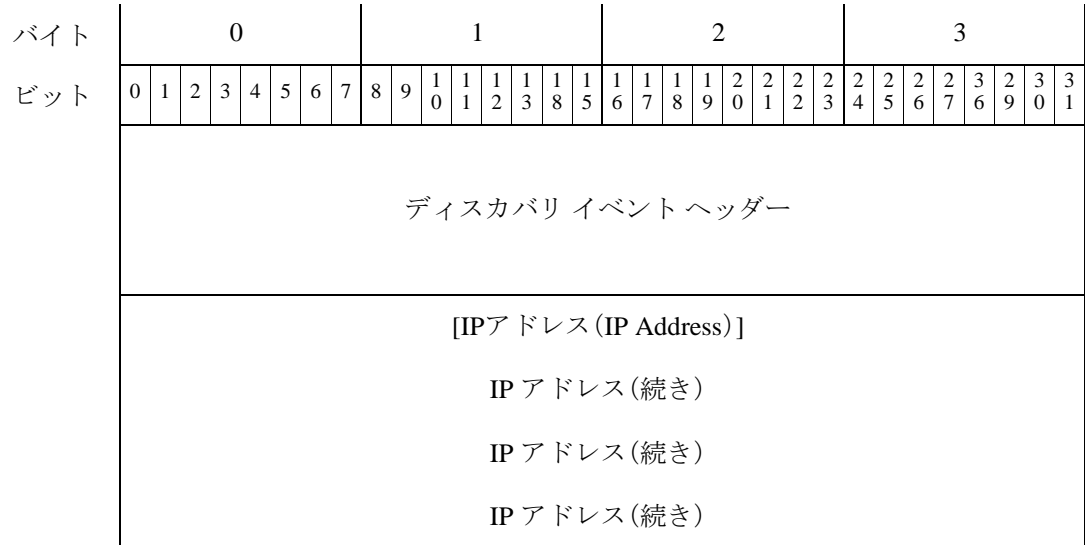 バイト 0 1 2 3
ビット 0 1 2 3 4 5 6 7 8 9 10 11 12 13 18 15 16 17 18 19 20 21 22 23 24 25 26 27 36 29 30 31
ディスカバリ イベント ヘッダー
[IPアドレス(IP Address)]
IP アドレス(続き)
IP アドレス(続き)
IP アドレス(続き)